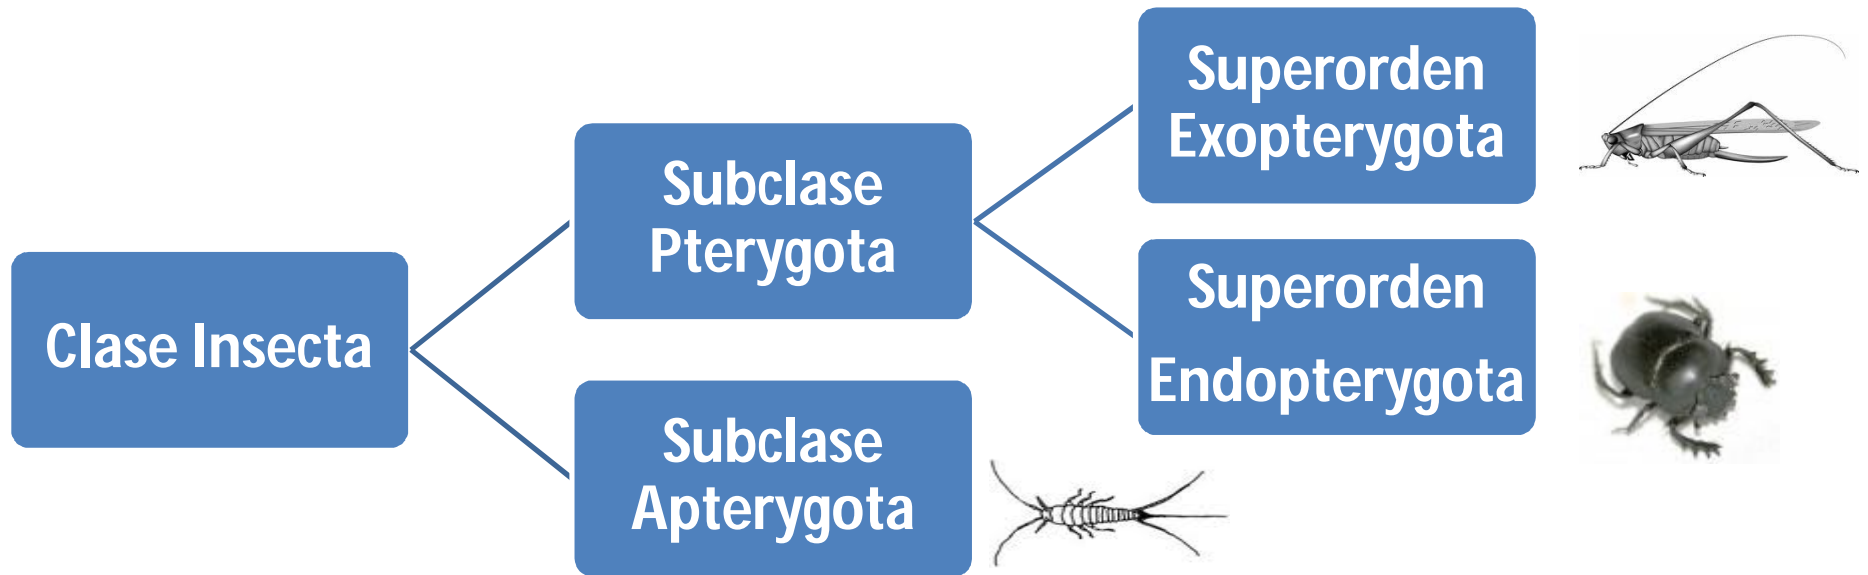 Clase Insecta
Subclase
Pterygota
Subclase
Apterygota
Superorden
Exopterygota
Superorden
Endopterygota